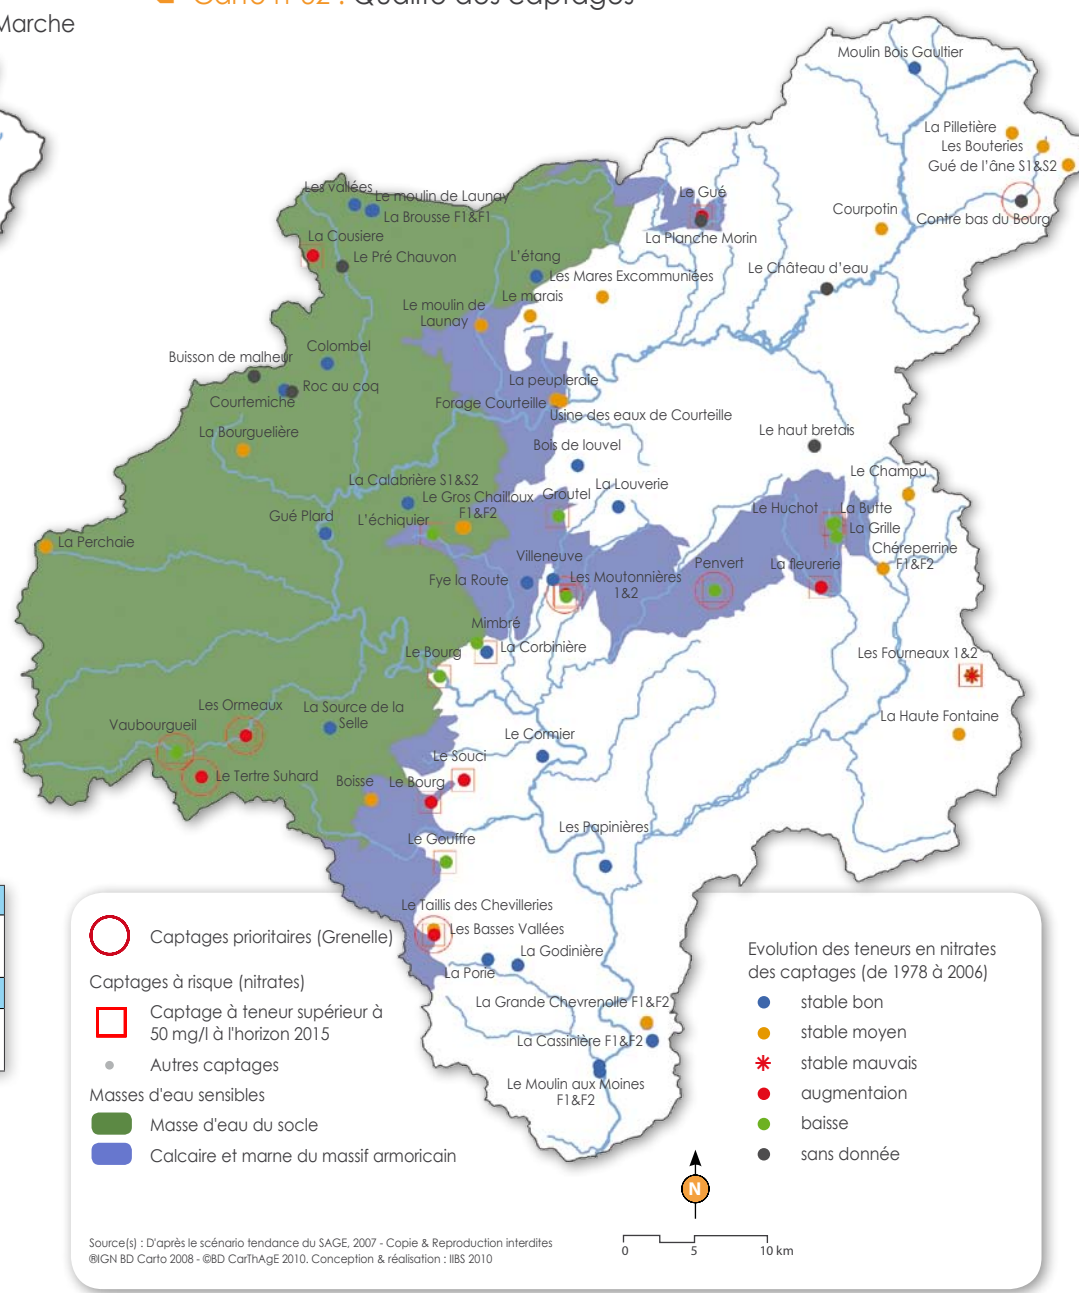 Carte n°32 : Qualité des captages
Marche
Moulin Bois Gaultier
La Pilletière
Les Bouteries
Gué de l'âne S1&S2
Contre bas du Bourg
Courpotin
Le Gué
La Planche Morin
Le Château d'eau
Les vallées
Le moulin de Launay
La Brousse F1&F1
La Cousiere
Le Pré Chauvon
L'étang
Les Mares Excommuniées
Le marais
Le moulin de
Launay
Colombel
Buisson de malheur
Roc au coq
Courtemiche
La Bourguelière
La peupleraie
Forage Courteille
Usine des eaux de Courteille
Bois de louvel
Le haut bretais
La Calabrière S1&S2
Le Gros Chailloux
F1&F2
Groutel
La Louverie
Le Champu
Le Huchot
La Butte
La Grille
Gué Plard
L'échiquier
La Perchaie
Chéreperrine
F1&F2
Villeneuve
Fye la Route
Les Moutonnières
1&2
Penvert
La fleurerie
Mimbré
La Corbinière
Le Bourg
Les Fourneaux 1&2
La Haute Fontaine
Les Ormeaux
La Source de la
Selle
Vaubourgueil
Le Tertre Suhard
Le Cormier
Le Souci
Boisse
Le Bourg
Les Papinières
Le Gouffre
Le Taillis des Chevilleries
Les Basses Vallées
La Godinière
La Porie
La Grande Chevrenolle F1&F2
La Cassinière F1&F2
Le Moulin aux Moines
F1&F2
Captages prioritaires (Grenelle)
Captages à risque (nitrates)
Captage à teneur supérieur à
50 mg/l à l'horizon 2015
Autres captages
Masses d'eau sensibles
Masse d'eau du socle
Calcaire et marne du massif armoricain
Evolution des teneurs en nitrates
des captages (de 1978 à 2006)
stable bon
stable moyen
stable mauvais
augmentaion
baisse
sans donnée
N
0 5 10 km
Source(s) : D'après le scénario tendance du SAGE, 2007 - Copie & Reproduction interdites
®IGN BD Carto 2008 - ©BD CarThAgE 2010. Conception & réalisation : IIBS 2010